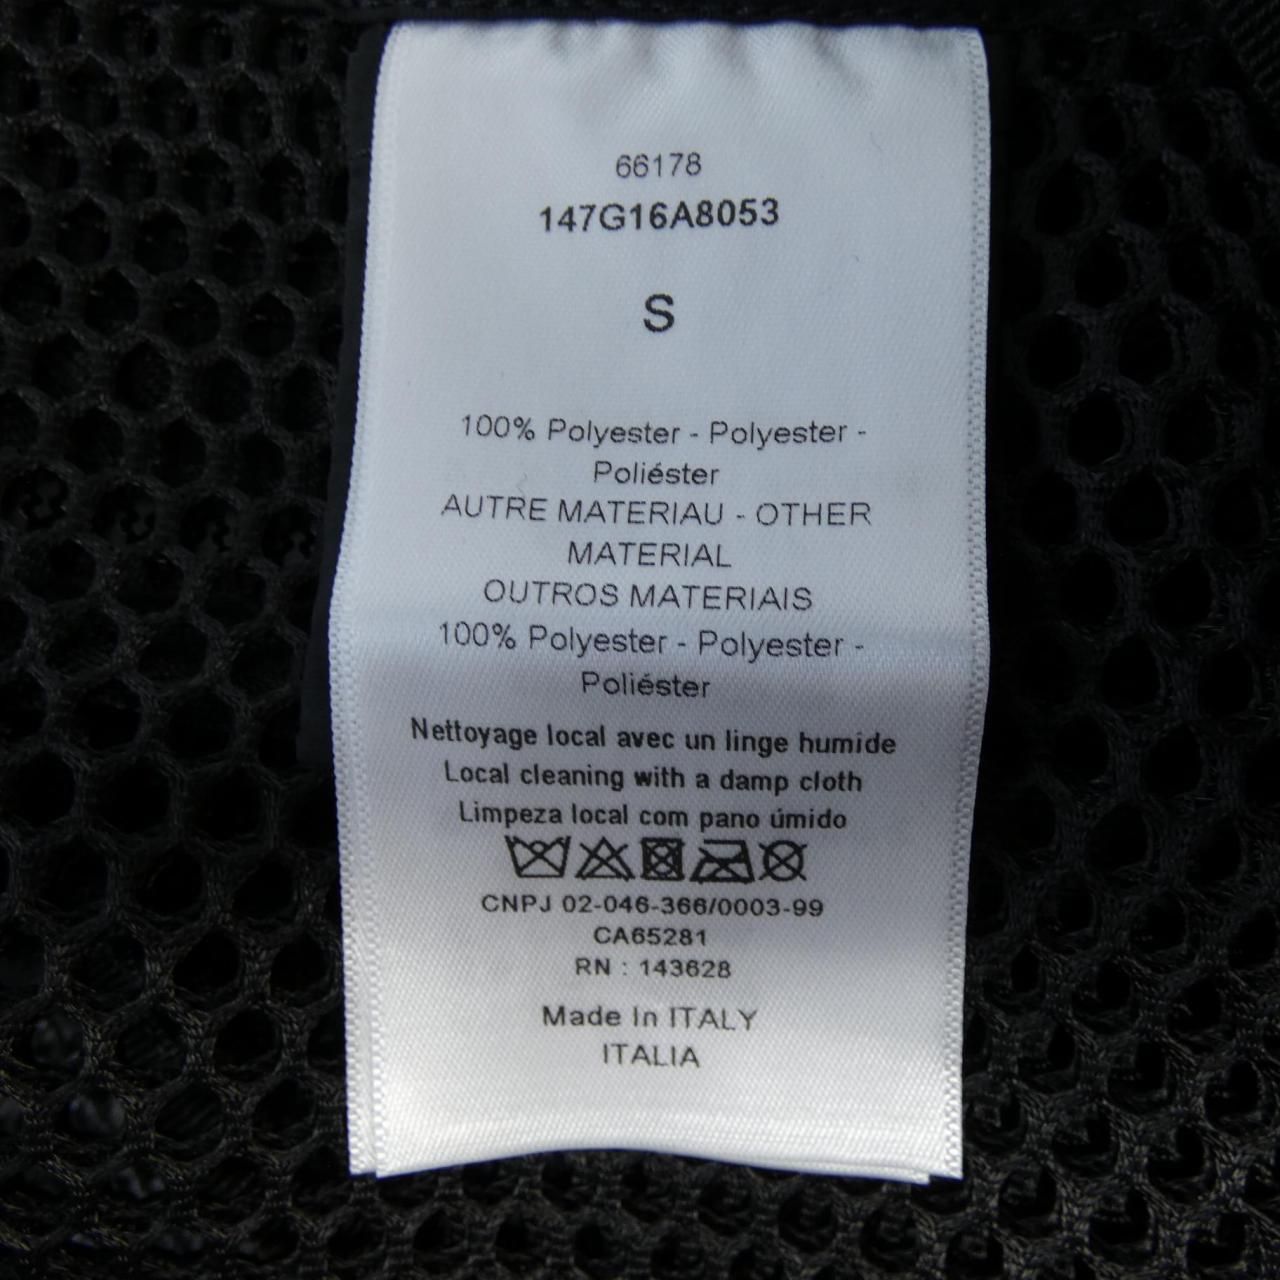 66178
147G16A8053
S
100% Polyester - Polyester -
Poliéster
AUTRE MATERIAU - OTHER
MATERIAL
OUTROS MATERIAIS
100% Polyester - Polyester -
Poliéster
Nettoyage local avec un linge humide
Local cleaning with a damp cloth
Limpeza local com pano úmido
CNPJ 02-046-366/0003-99
CA65281
RN : 143628
Made In ITALY
ITALIA